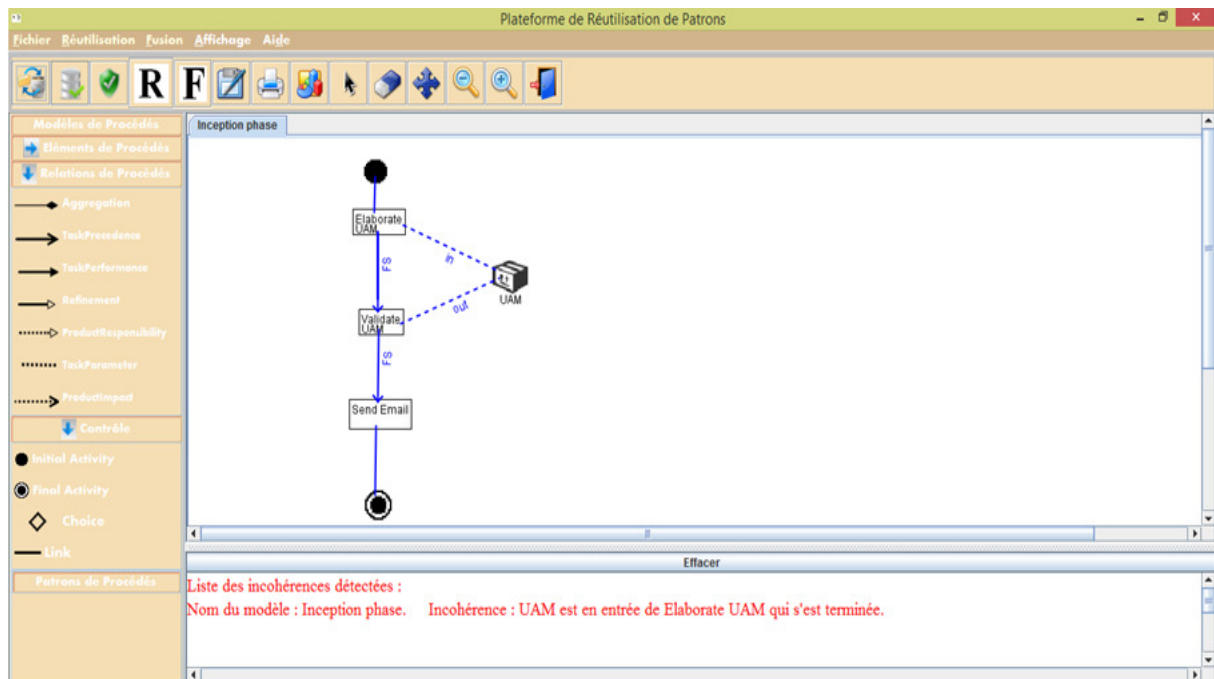 Plateforme de Réutilisation de Patrons
Fichier Réutilisation Fusion Affichage Aide
R F
Modèles de Procédés
Eléments de Procédés
Relations de Procédés
Aggregation
TaskPrecedence
TaskPerformance
Refinement
ProductResponsibility
TaskParameter
ProductImpact
Contrôle
Initial Activity
Final Activity
Choice
Link
Patrons de Procédés
Inception phase
Elaborate
UAM
in
FS
UAM
out
Validate
UAM
FS
Send Email
Effacer
Liste des incohérences détectées :
Nom du modèle : Inception phase. Incohérence : UAM est en entrée de Elaborate UAM qui s'est terminée.